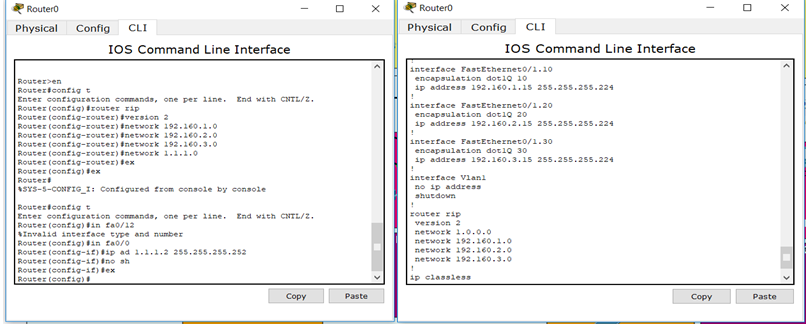 Router0
Physical Config CLI
IOS Command Line Interface
Router>en
Router#config t
Enter configuration commands, one per line.  End with CNTL/Z.
Router(config)#router rip
Router(config-router)#version 2
Router(config-router)#network 192.160.1.0
Router(config-router)#network 192.160.2.0
Router(config-router)#network 192.160.3.0
Router(config-router)#network 1.1.1.0
Router(config-router)#ex
Router(config)#ex
Router#
%SYS-5-CONFIG_I: Configured from console by console
Router#config t
Enter configuration commands, one per line.  End with CNTL/Z.
Router(config)#in fa0/12
%Invalid interface type and number
Router(config)#in fa0/0
Router(config-if)#ip ad 1.1.1.2 255.255.255.252
Router(config-if)#no sh
Router(config-if)#ex
Router(config)#
Copy Paste
Router0
Physical Config CLI
IOS Command Line Interface
!
interface FastEthernet0/1.10
encapsulation dot1Q 10
ip address 192.160.1.15 255.255.255.224
!
interface FastEthernet0/1.20
encapsulation dot1Q 20
ip address 192.160.2.15 255.255.255.224
!
interface FastEthernet0/1.30
encapsulation dot1Q 30
ip address 192.160.3.15 255.255.255.224
!
interface Vlan1
no ip address
shutdown
!
router rip
version 2
network 1.0.0.0
network 192.160.1.0
network 192.160.2.0
network 192.160.3.0
!
ip classless
Copy Paste